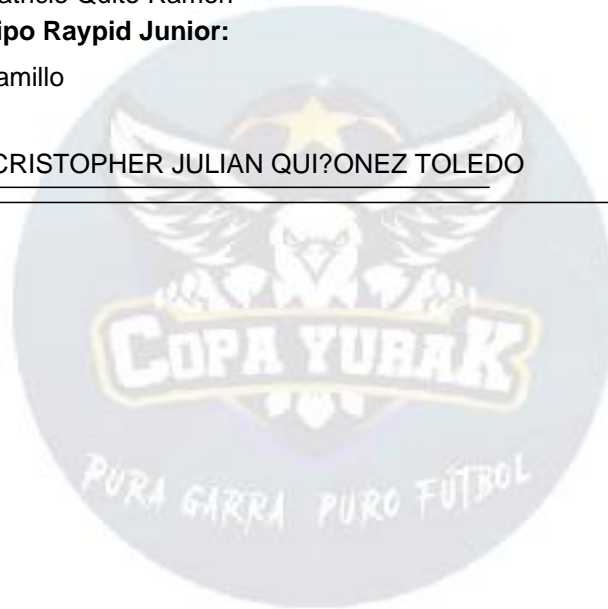 atricio Quito Ramon
ipo Raypid Junior:
amillo
CRISTOPHER JULIAN QUI?ONEZ TOLEDO
COPA YURAK
PURA GARRA PURO FÚTBOL